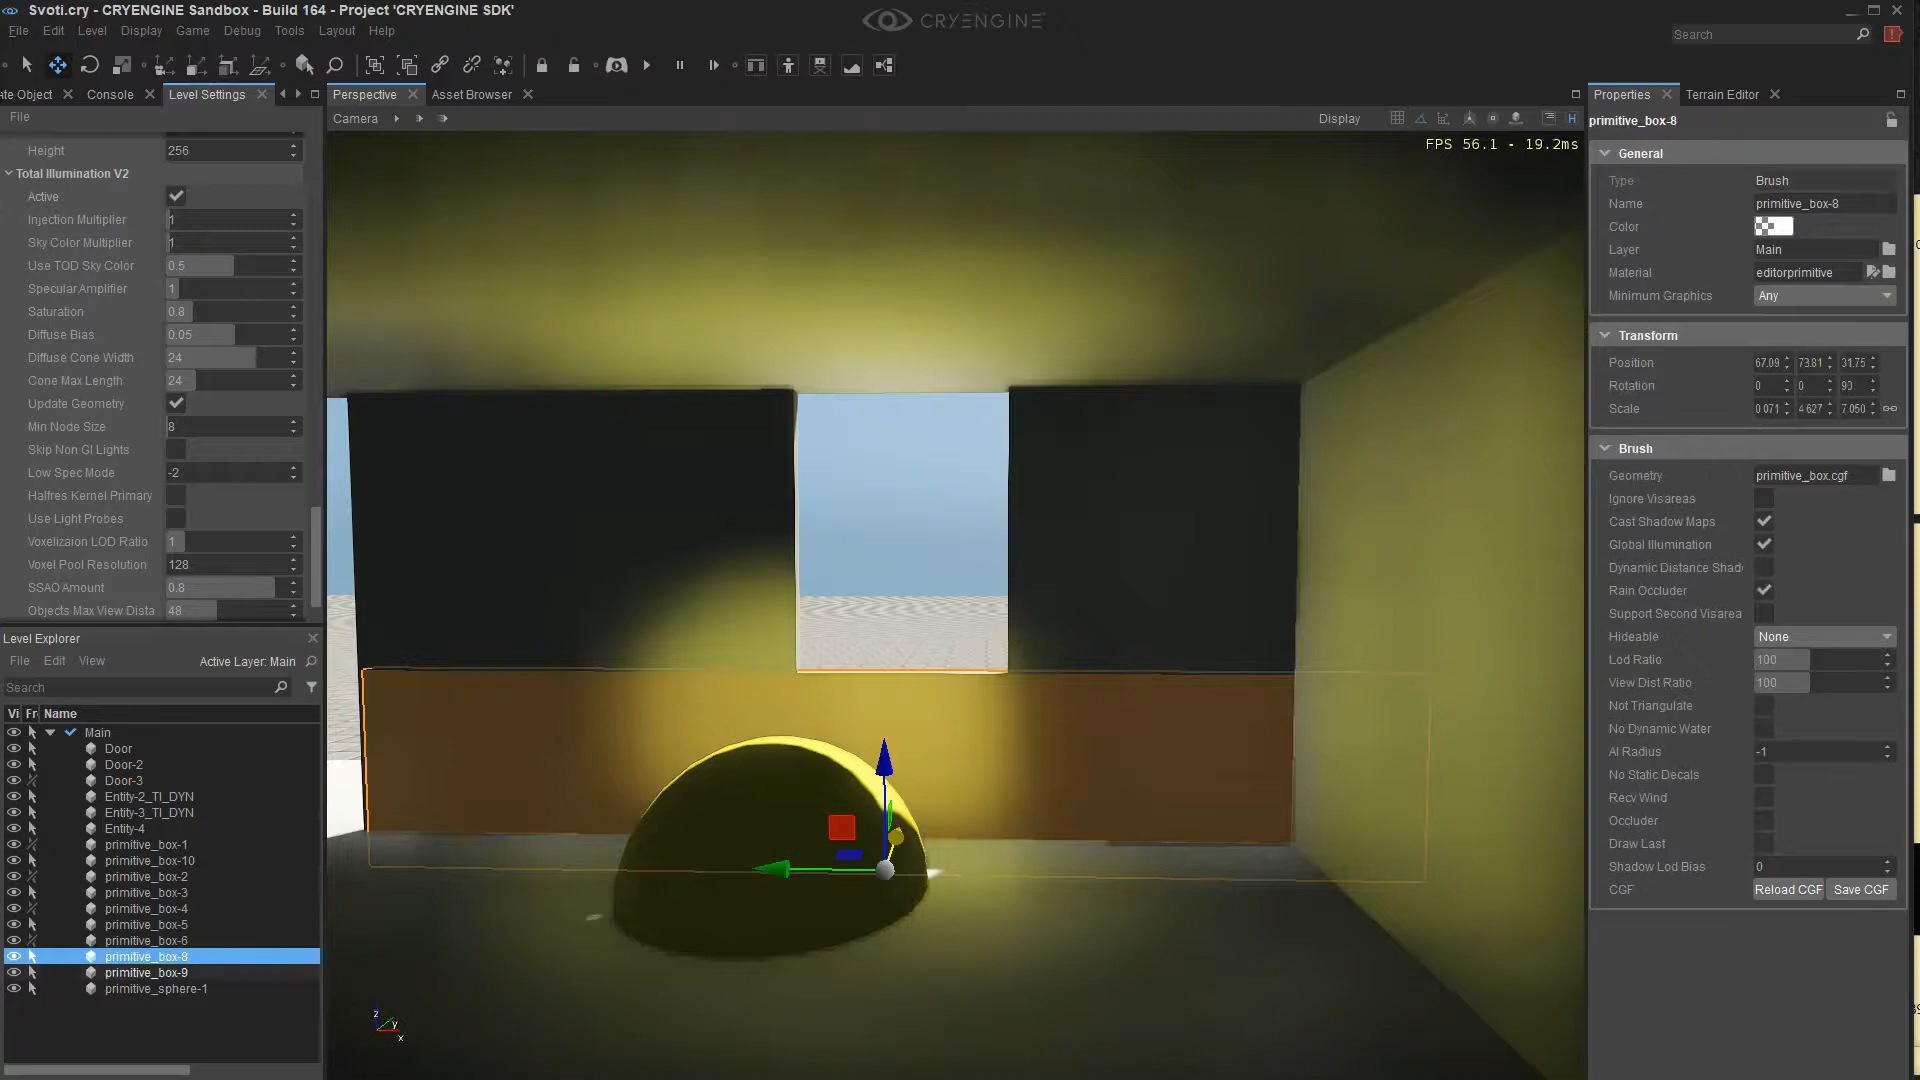 Svoti.cry - CRYENGINE Sandbox - Build 164 - Project 'CRYENGINE SDK'
CRYENGINE
File Edit Level Display Game Debug Tools Layout Help
Search
te Object
Console
Level Settings
Perspective
Asset Browser
Properties
Terrain Editor
File
Camera
Display
H
FPS 56.1 - 19.2ms
Height 256
Total Illumination V2
Active
Injection Multiplier 1
Sky Color Multiplier 1
Use TOD Sky Color 0.5
Specular Amplifier 1
Saturation 0.8
Diffuse Bias 0.05
Diffuse Cone Width 24
Cone Max Length 24
Update Geometry
Min Node Size 8
Skip Non GI Lights
Low Spec Mode -2
Halfres Kernel Primary
Use Light Probes
Voxelizaion LOD Ratio 1
Voxel Pool Resolution 128
SSAO Amount 0.8
Objects Max View Dista 48
Level Explorer
File Edit View Active Layer: Main
Search
Vi Fr Name
Main
Door
Door-2
Door-3
Entity-2_TI_DYN
Entity-3_TI_DYN
Entity-4
primitive_box-1
primitive_box-10
primitive_box-2
primitive_box-3
primitive_box-4
primitive_box-5
primitive_box-6
primitive_box-8
primitive_box-9
primitive_sphere-1
z
y
x
primitive_box-8
General
Type Brush
Name primitive_box-8
Color
Layer Main
Material editorprimitive
Minimum Graphics Any
Transform
Position 67.09 73.81 31.75
Rotation 0 0 90
Scale 0.071 4.627 7.050
Brush
Geometry primitive_box.cgf
Ignore Visareas
Cast Shadow Maps
Global Illumination
Dynamic Distance Shad
Rain Occluder
Support Second Visarea
Hideable None
Lod Ratio 100
View Dist Ratio 100
Not Triangulate
No Dynamic Water
AI Radius -1
No Static Decals
Recv Wind
Occluder
Draw Last
Shadow Lod Bias 0
CGF Reload CGF Save CGF